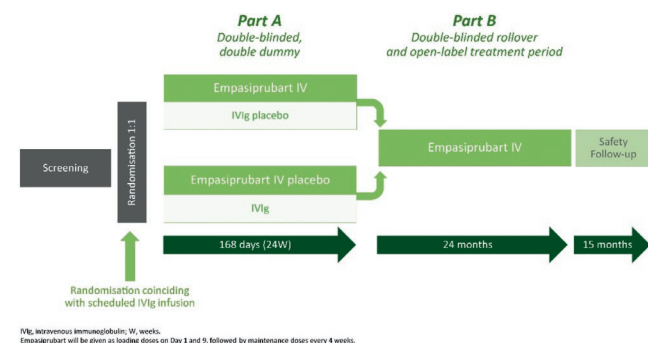 Part A
Double-blinded,
double dummy
Part B
Double-blinded rollover
and open-label treatment period
Screening
Randomisation 1:1
Empasiprubart IV
IVIg placebo
Empasiprubart IV placebo
IVIg
Empasiprubart IV
Safety
Follow-up
168 days (24W)
24 months
15 months
Randomisation coinciding
with scheduled IVIg infusion
IVIg, intravenous immunoglobulin; W, weeks.
Empasiprubart will be given as loading doses on Day 1 and 9, followed by maintenance doses every 4 weeks.